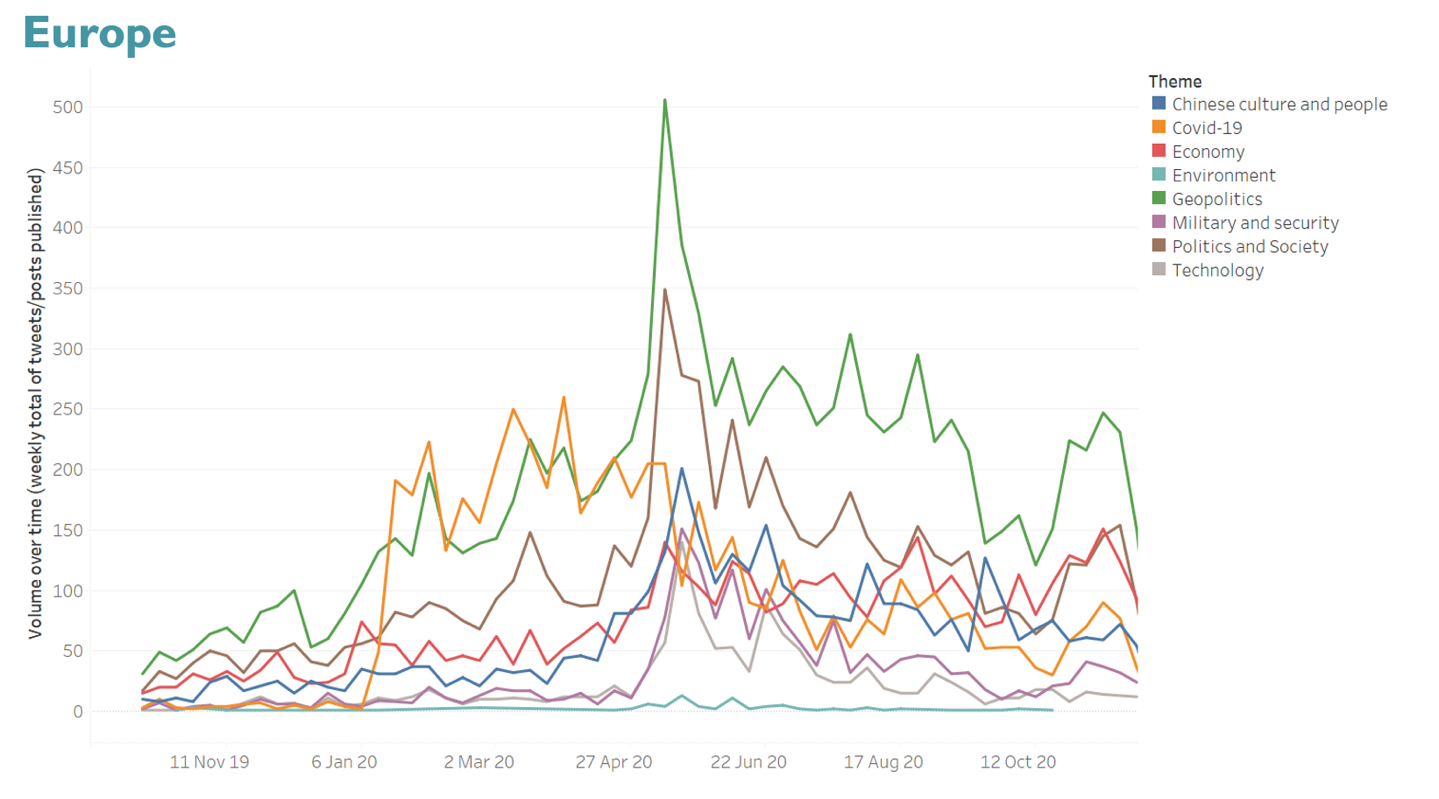 Europe
Volume over time (weekly total of tweets/posts published)
500
450
400
350
300
250
200
150
100
50
0
11 Nov 19
6 Jan 20
2 Mar 20
27 Apr 20
22 Jun 20
17 Aug 20
12 Oct 20
Theme
Chinese culture and people
Covid-19
Economy
Environment
Geopolitics
Military and security
Politics and Society
Technology